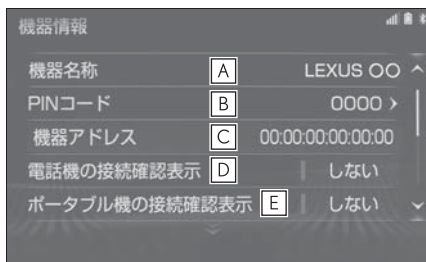 機器情報
機器名称 A LEXUS OO
PINコード B 0000
機器アドレス C 00:00:00:00:00:00
電話機の接続確認表示 D しない
ポータブル機の接続確認表示 E しない